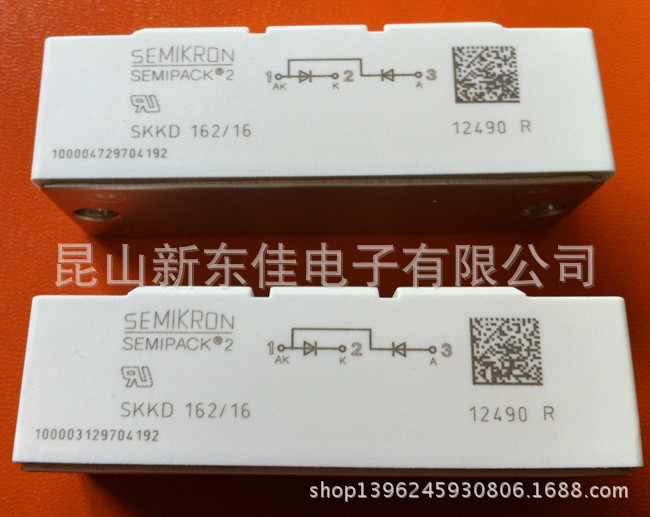 SEMIKRON
SEMIPACK®2
1 2 3
AK K A
SKKD 162/16
12490 R
100004729704192
昆山新东佳电子有限公司
SEMIKRON
SEMIPACK®2
1 2 3
AK K A
SKKD 162/16
12490 R
100003129704192
shop1396245930806.1688.com